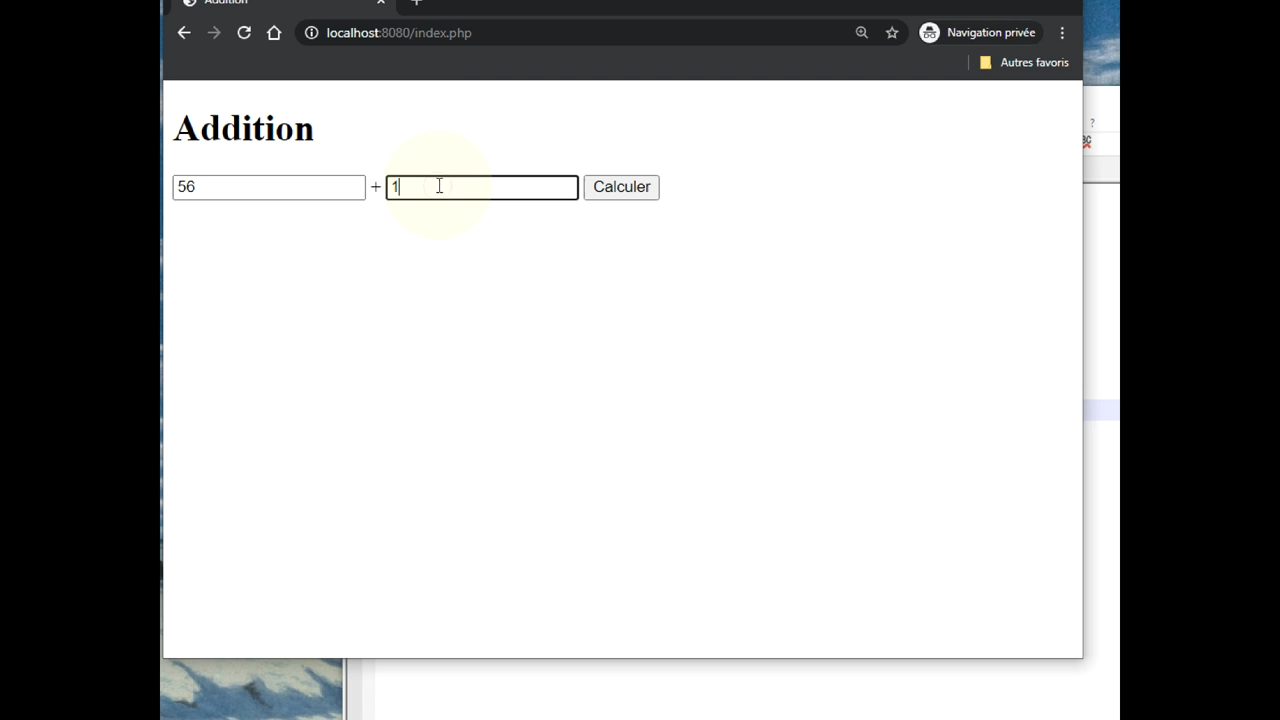 Addition
localhost:8080/index.php
Navigation privée
Autres favoris
Addition
56 + 1 Calculer
?